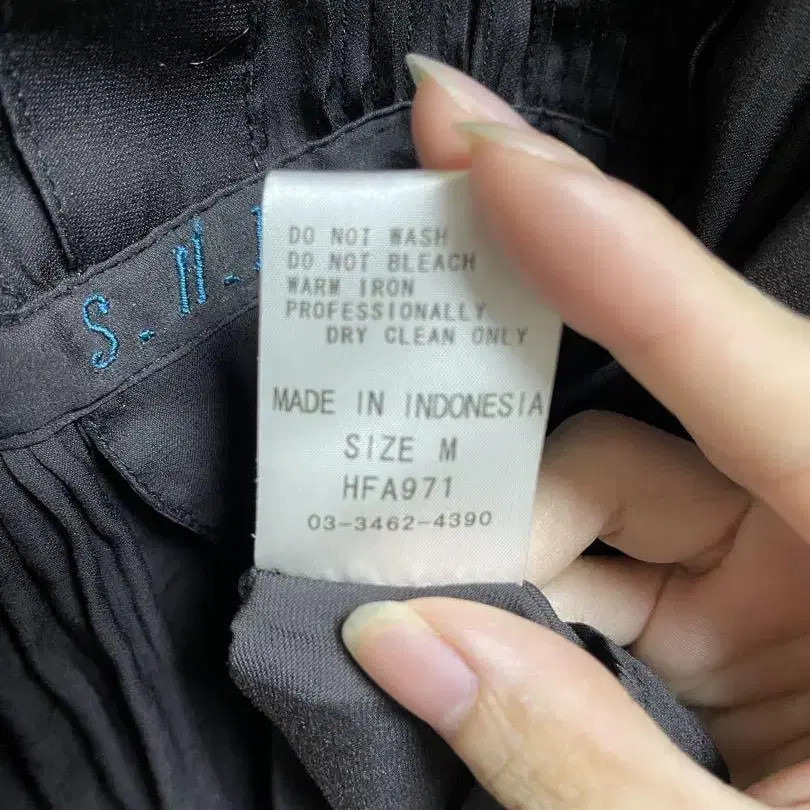 S.H.
DO NOT WASH
DO NOT BLEACH
WARM IRON
PROFESSIONALLY
DRY CLEAN ONLY
MADE IN INDONESIA
SIZE M
HFA971
03-3462-4390